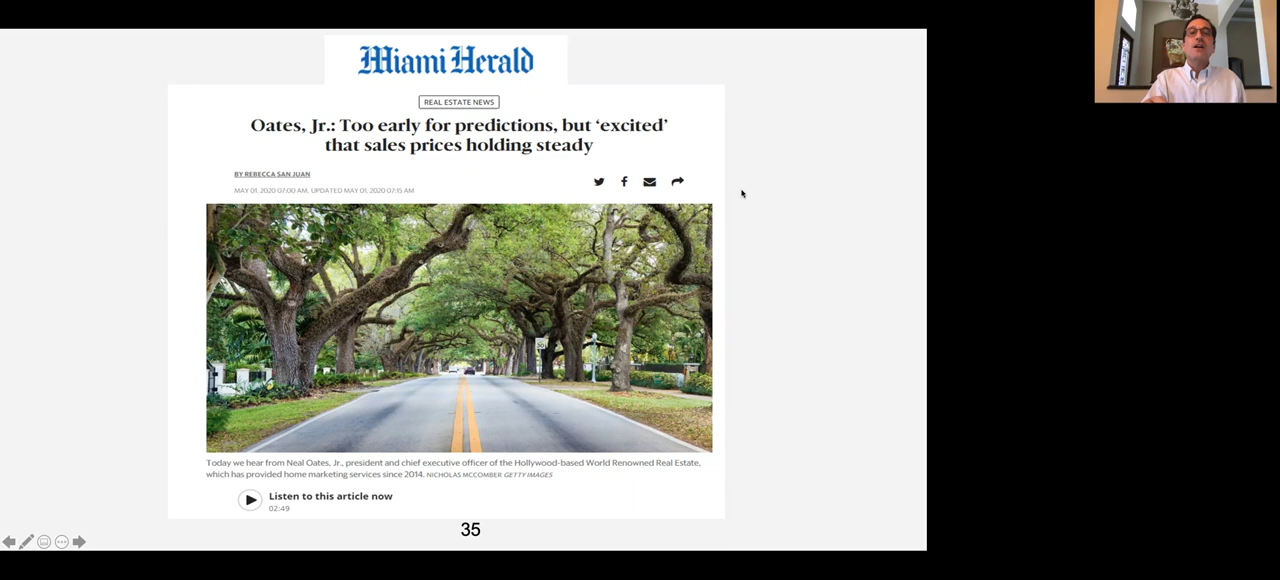 Miami Herald
REAL ESTATE NEWS
Oates, Jr.: Too early for predictions, but ‘excited’
that sales prices holding steady
BY REBECCA SAN JUAN
MAY 01, 2020 07:00 AM, UPDATED MAY 01, 2020 07:15 AM
Today we hear from Neal Oates, Jr., president and chief executive officer of the Hollywood-based World Renowned Real Estate,
which has provided home marketing services since 2014. NICHOLAS MCCOMBER GETTY IMAGES
Listen to this article now
02:49
35